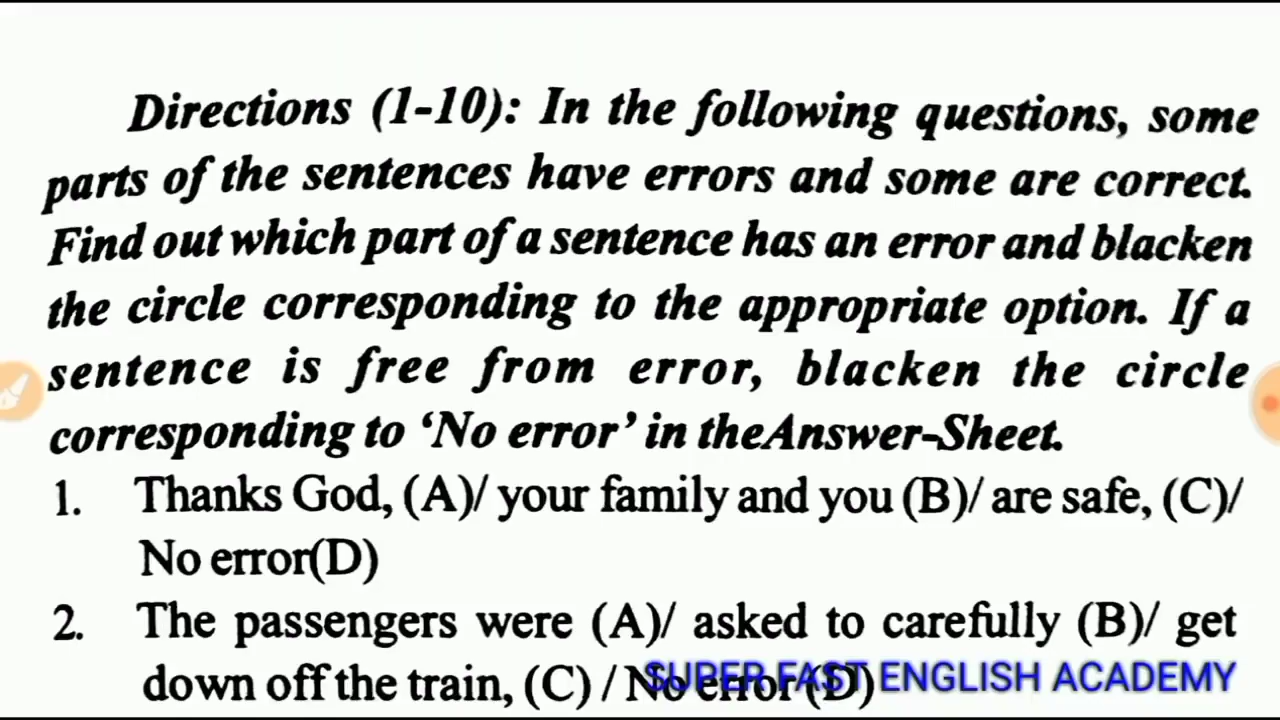 Directions (1-10): In the following questions, some
parts of the sentences have errors and some are correct.
Find out which part of a sentence has an error and blacken
the circle corresponding to the appropriate option. If a
sentence is free from error, blacken the circle
corresponding to 'No error' in theAnswer-Sheet.
1. Thanks God, (A)/ your family and you (B)/ are safe, (C)/
No error(D)
2. The passengers were (A)/ asked to carefully (B)/ get
down off the train, (C) / No error (D)
SUPER FAST ENGLISH ACADEMY